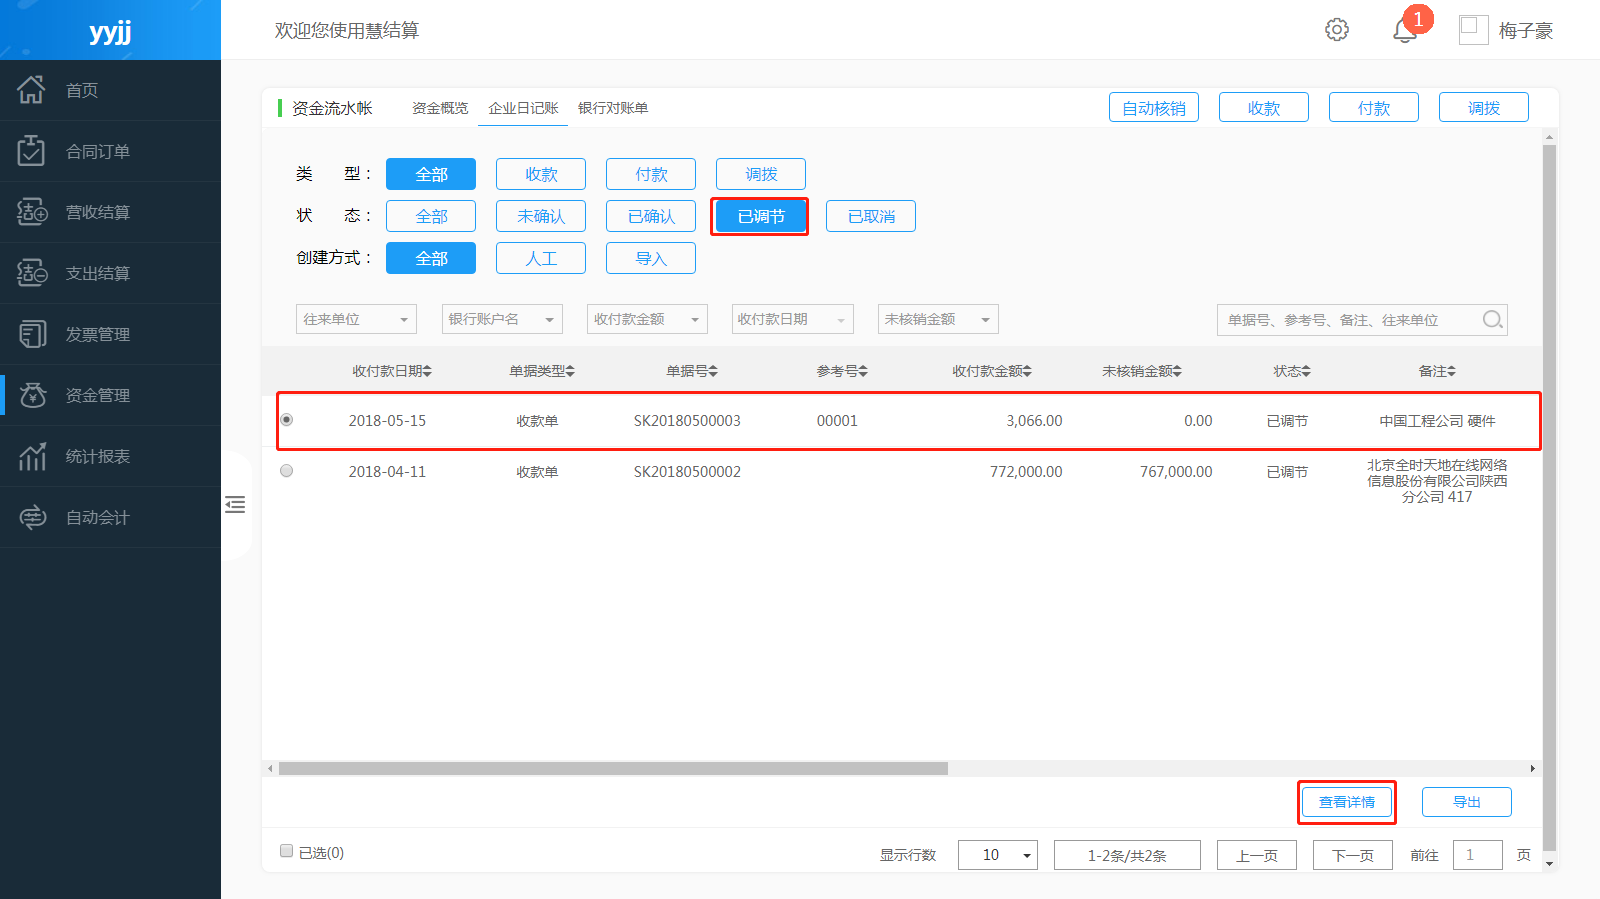 yyjj
欢迎您使用慧结算
1
梅子豪
首页
合同订单
营收结算
支出结算
发票管理
资金管理
统计报表
自动会计
资金流水帐 资金概览 企业日记账 银行对账单 自动核销 收款 付款 调拨
类 型： 全部 收款 付款 调拨
状 态： 全部 未确认 已确认 已调节 已取消
创建方式： 全部 人工 导入
往来单位 银行账户名 收付款金额 收付款日期 未核销金额 单据号、参考号、备注、往来单位
收付款日期 单据类型 单据号 参考号 收付款金额 未核销金额 状态 备注
2018-05-15 收款单 SK20180500003 00001 3,066.00 0.00 已调节 中国工程公司 硬件
2018-04-11 收款单 SK20180500002 772,000.00 767,000.00 已调节 北京全时天地在线网络
信息股份有限公司陕西
分公司 417
查看详情 导出
已选(0) 显示行数 10 1-2条/共2条 上一页 下一页 前往 1 页